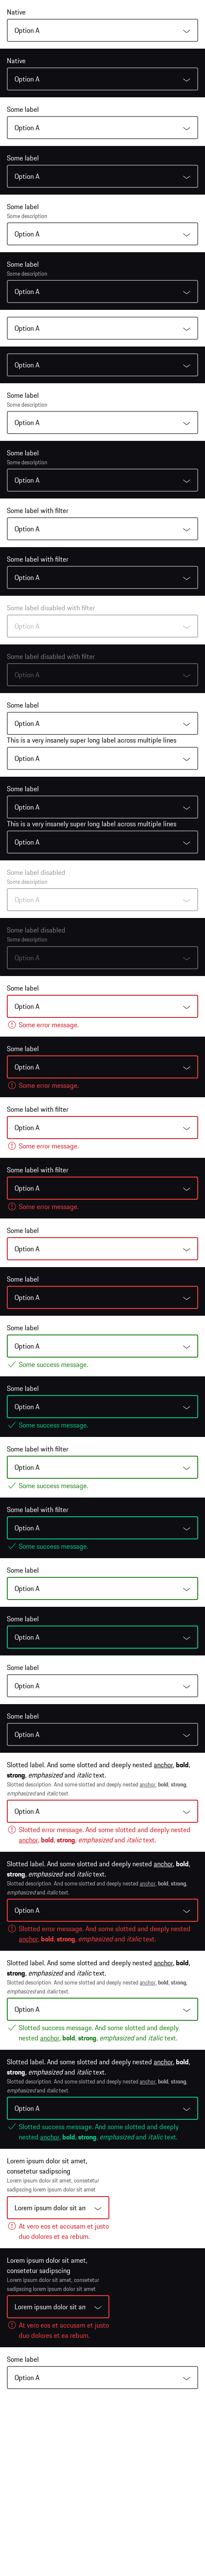 Native
Option A
Native
Option A
Some label
Option A
Some label
Option A
Some label
Some description
Option A
Some label
Some description
Option A
Option A
Option A
Some label
Some description
Option A
Some label
Some description
Option A
Some label with filter
Option A
Some label with filter
Option A
Some label disabled with filter
Option A
Some label disabled with filter
Option A
Some label
Option A
This is a very insanely super long label across multiple lines
Option A
Some label
Option A
This is a very insanely super long label across multiple lines
Option A
Some label disabled
Some description
Option A
Some label disabled
Some description
Option A
Some label
Option A
Some error message.
Some label
Option A
Some error message.
Some label with filter
Option A
Some error message.
Some label with filter
Option A
Some error message.
Some label
Option A
Some label
Option A
Some label
Option A
Some success message.
Some label
Option A
Some success message.
Some label with filter
Option A
Some success message.
Some label with filter
Option A
Some success message.
Some label
Option A
Some label
Option A
Some label
Option A
Some label
Option A
Slotted label. And some slotted and deeply nested anchor, bold,
strong, emphasized and italic text.
Slotted description. And some slotted and deeply nested anchor, bold, strong,
emphasized and italic text.
Option A
Slotted error message. And some slotted and deeply nested
anchor, bold, strong, emphasized and italic text.
Slotted label. And some slotted and deeply nested anchor, bold,
strong, emphasized and italic text.
Slotted description. And some slotted and deeply nested anchor, bold, strong,
emphasized and italic text.
Option A
Slotted error message. And some slotted and deeply nested
anchor, bold, strong, emphasized and italic text.
Slotted label. And some slotted and deeply nested anchor, bold,
strong, emphasized and italic text.
Slotted description. And some slotted and deeply nested anchor, bold, strong,
emphasized and italic text.
Option A
Slotted success message. And some slotted and deeply
nested anchor, bold, strong, emphasized and italic text.
Slotted label. And some slotted and deeply nested anchor, bold,
strong, emphasized and italic text.
Slotted description. And some slotted and deeply nested anchor, bold, strong,
emphasized and italic text.
Option A
Slotted success message. And some slotted and deeply
nested anchor, bold, strong, emphasized and italic text.
Lorem ipsum dolor sit amet,
consetetur sadipscing
Lorem ipsum dolor sit amet, consetetur
sadipscing lorem ipsum dolor sit amet
Lorem ipsum dolor sit am
At vero eos et accusam et justo
duo dolores et ea rebum.
Lorem ipsum dolor sit amet,
consetetur sadipscing
Lorem ipsum dolor sit amet, consetetur
sadipscing lorem ipsum dolor sit amet
Lorem ipsum dolor sit am
At vero eos et accusam et justo
duo dolores et ea rebum.
Some label
Option A